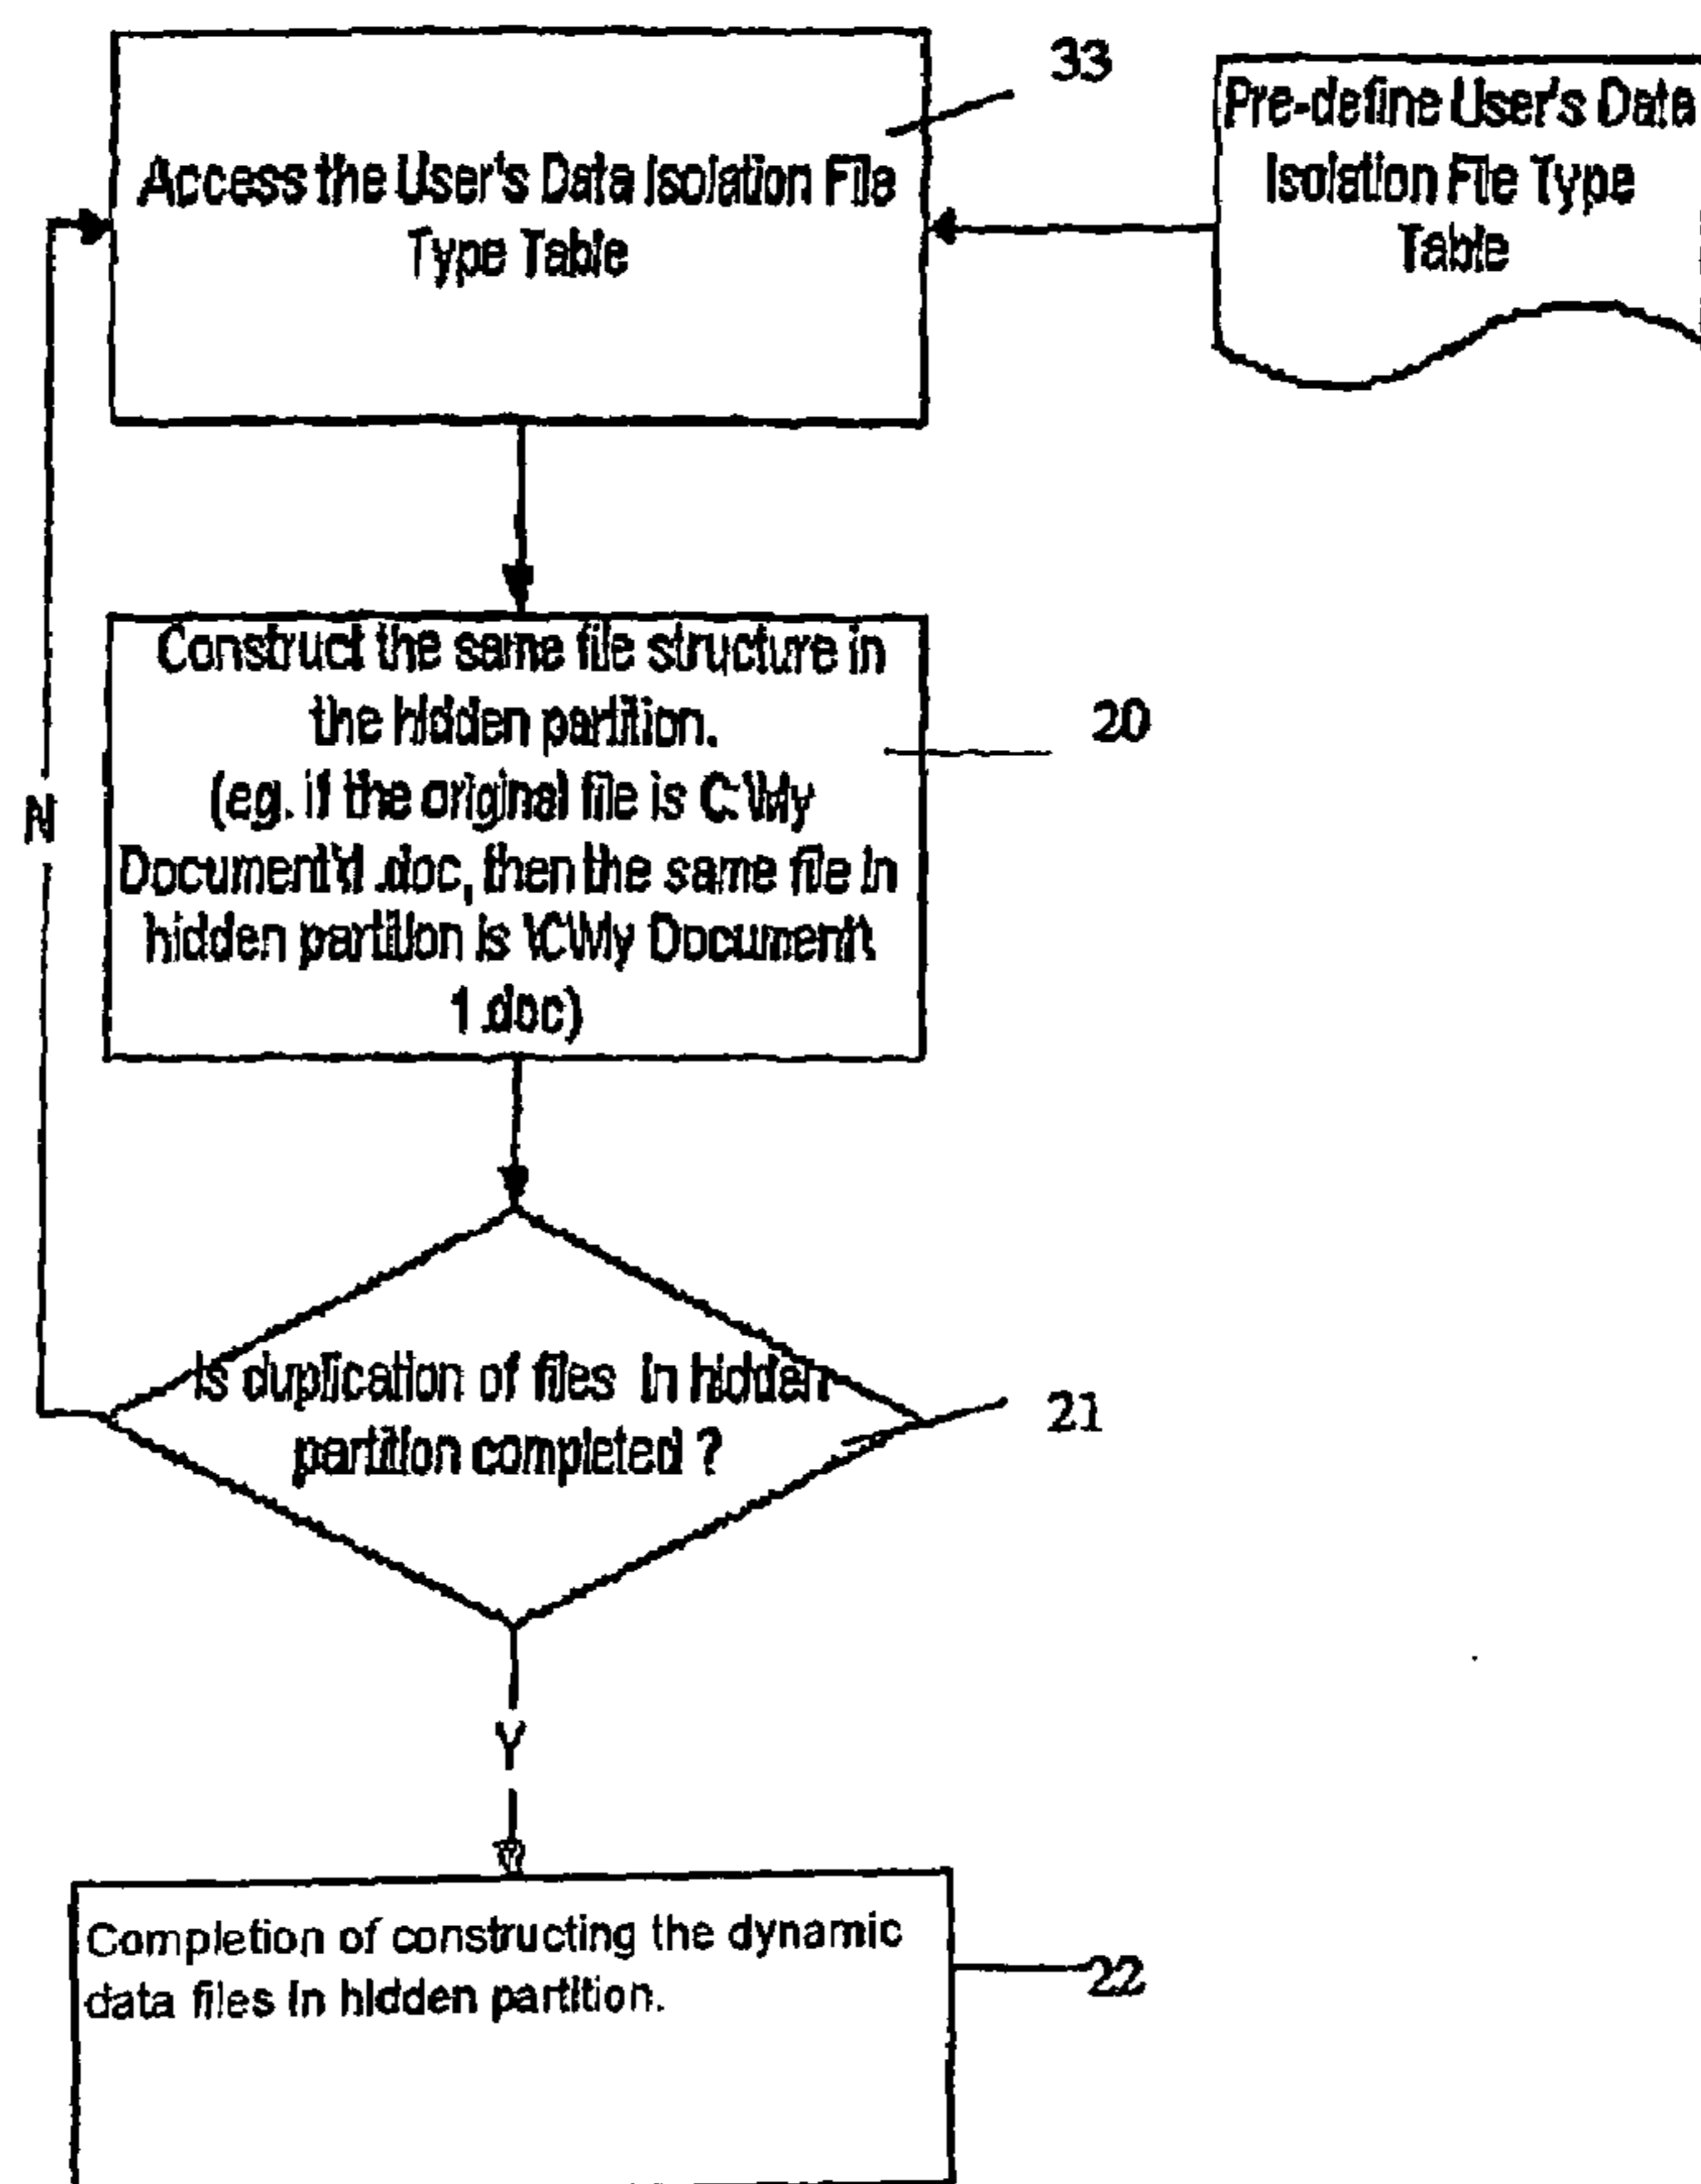 33
Access the User's Data Isolation File
Type Table
Pre-define User's Data
Isolation File Type
Table
Construct the same file structure in
the hidden partition.
(eg. if the original file is C:\My
Document\1.doc, then the same file in
hidden partition is \C\My Document\
1.doc)
20
N
Is duplication of files in hidden
partition completed ?
21
Y
Completion of constructing the dynamic
data files in hidden partition.
22